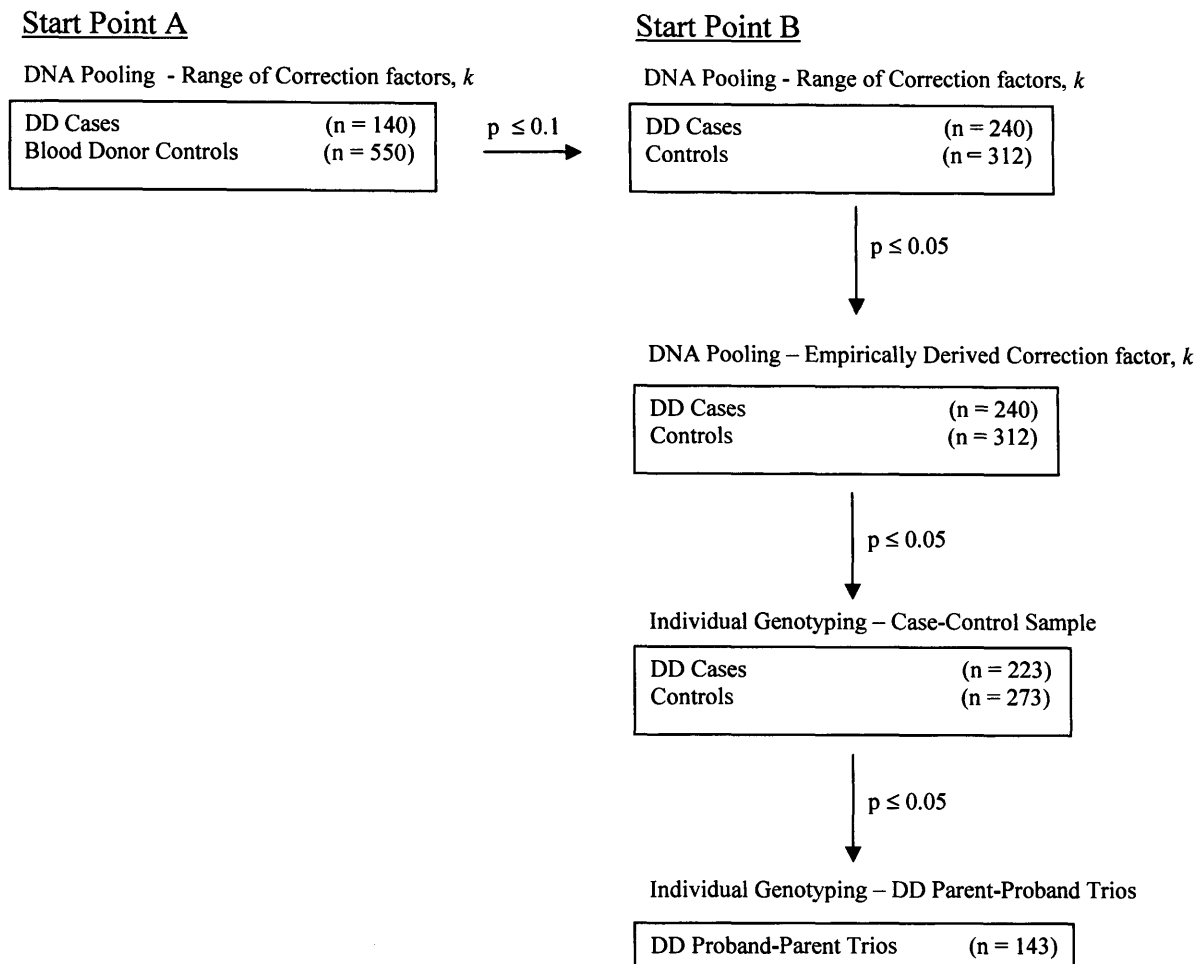 Start Point A
DNA Pooling - Range of Correction factors, k
DD Cases (n = 140)
Blood Donor Controls (n = 550)
p ≤ 0.1
Start Point B
DNA Pooling - Range of Correction factors, k
DD Cases (n = 240)
Controls (n = 312)
p ≤ 0.05
DNA Pooling – Empirically Derived Correction factor, k
DD Cases (n = 240)
Controls (n = 312)
p ≤ 0.05
Individual Genotyping – Case-Control Sample
DD Cases (n = 223)
Controls (n = 273)
p ≤ 0.05
Individual Genotyping – DD Parent-Proband Trios
DD Proband-Parent Trios (n = 143)